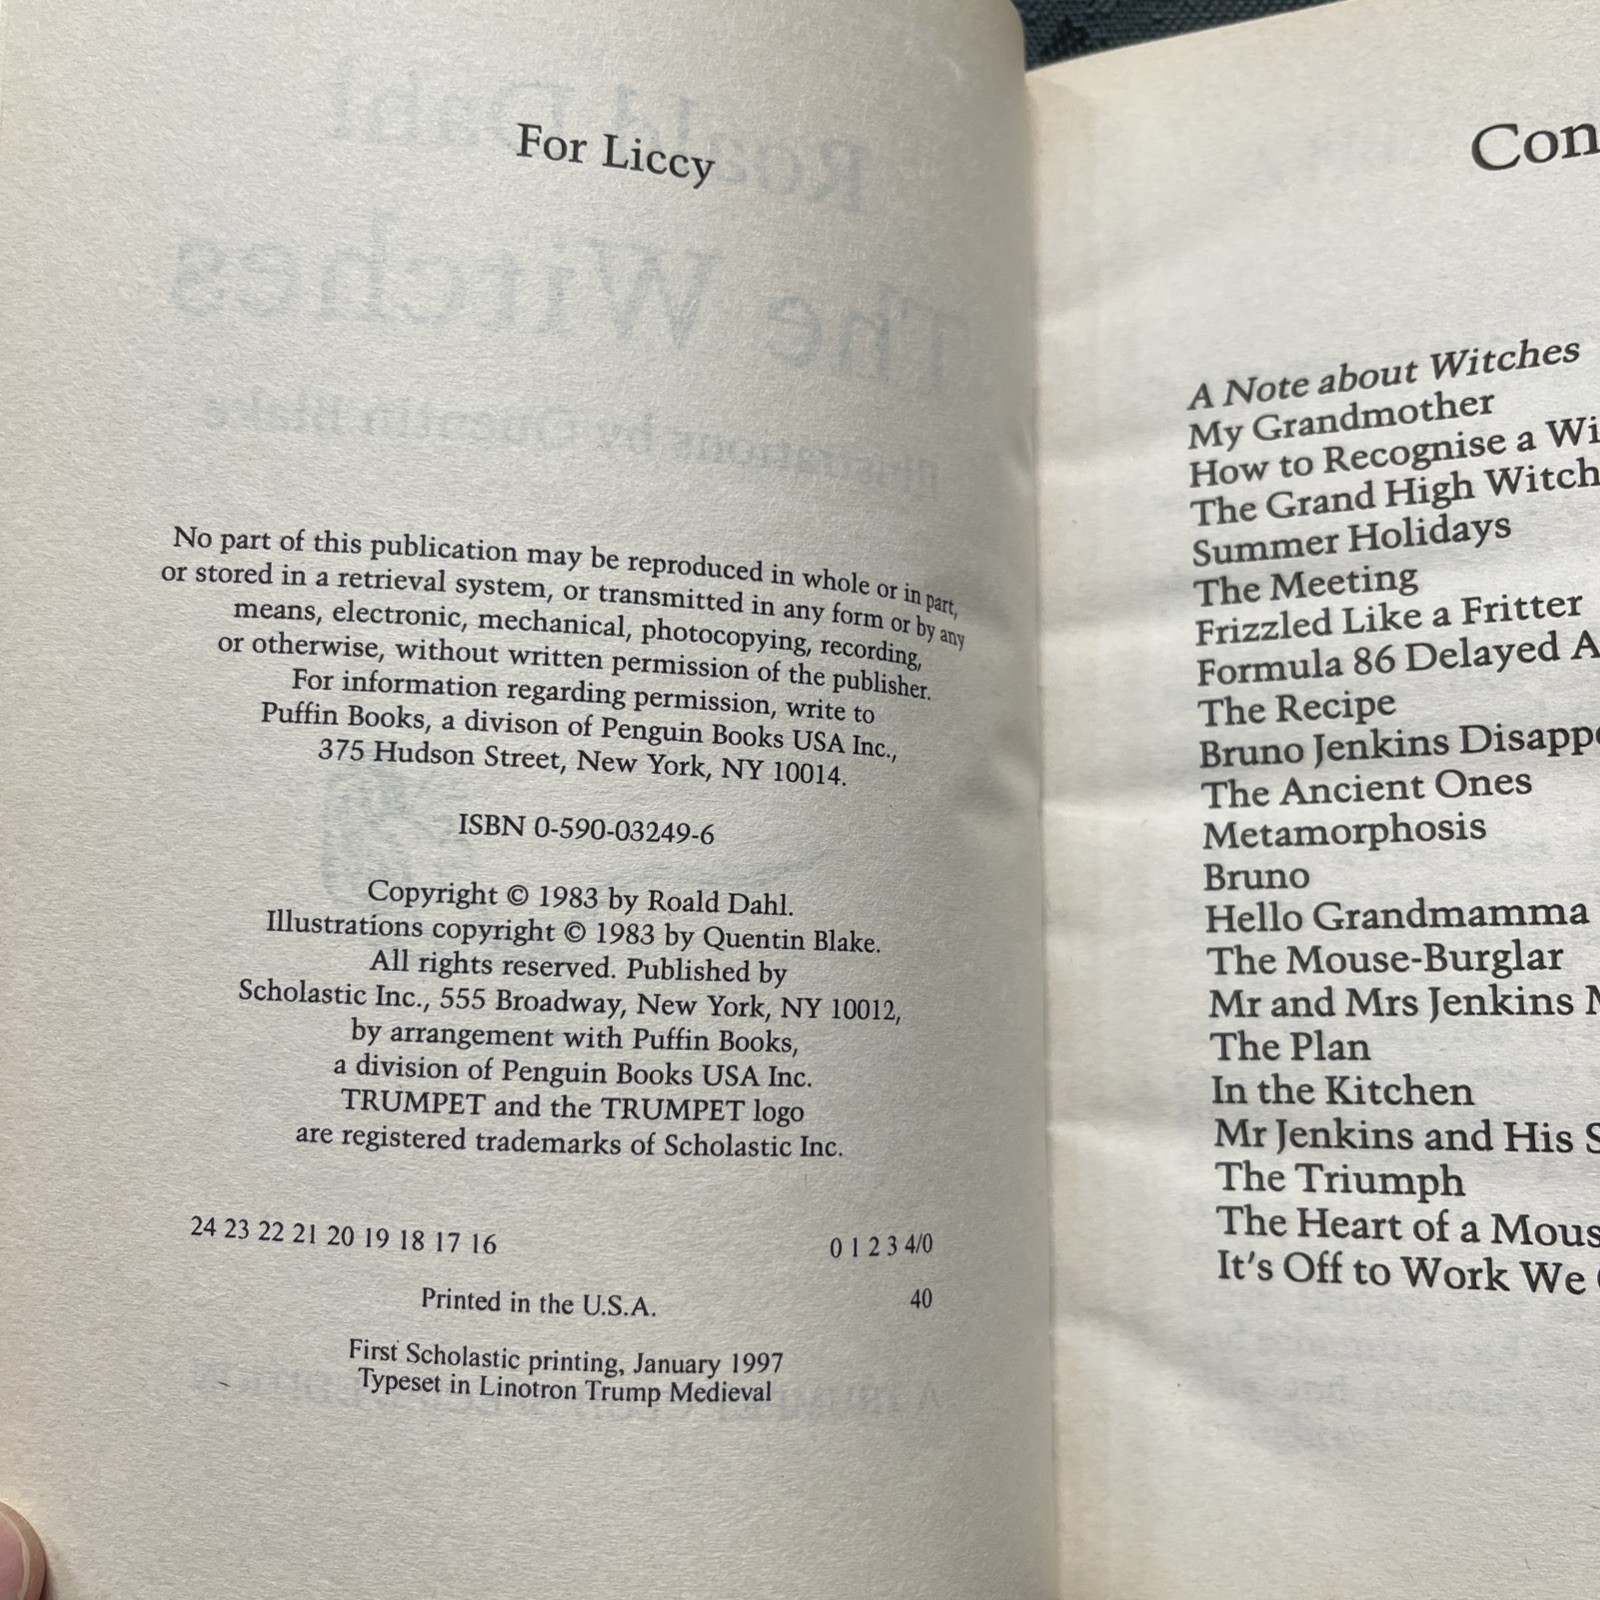 For Liccy
No part of this publication may be reproduced in whole or in part,
or stored in a retrieval system, or transmitted in any form or by any
means, electronic, mechanical, photocopying, recording,
or otherwise, without written permission of the publisher.
For information regarding permission, write to
Puffin Books, a divison of Penguin Books USA Inc.,
375 Hudson Street, New York, NY 10014.
ISBN 0-590-03249-6
Copyright © 1983 by Roald Dahl.
Illustrations copyright © 1983 by Quentin Blake.
All rights reserved. Published by
Scholastic Inc., 555 Broadway, New York, NY 10012,
by arrangement with Puffin Books,
a division of Penguin Books USA Inc.
TRUMPET and the TRUMPET logo
are registered trademarks of Scholastic Inc.
24 23 22 21 20 19 18 17 16 0 1 2 3 4/0
Printed in the U.S.A. 40
First Scholastic printing, January 1997
Typeset in Linotron Trump Medieval
Con
A Note about Witches
My Grandmother
How to Recognise a Wi
The Grand High Witch
Summer Holidays
The Meeting
Frizzled Like a Fritter
Formula 86 Delayed A
The Recipe
Bruno Jenkins Disappe
The Ancient Ones
Metamorphosis
Bruno
Hello Grandmamma
The Mouse-Burglar
Mr and Mrs Jenkins M
The Plan
In the Kitchen
Mr Jenkins and His S
The Triumph
The Heart of a Mous
It's Off to Work We